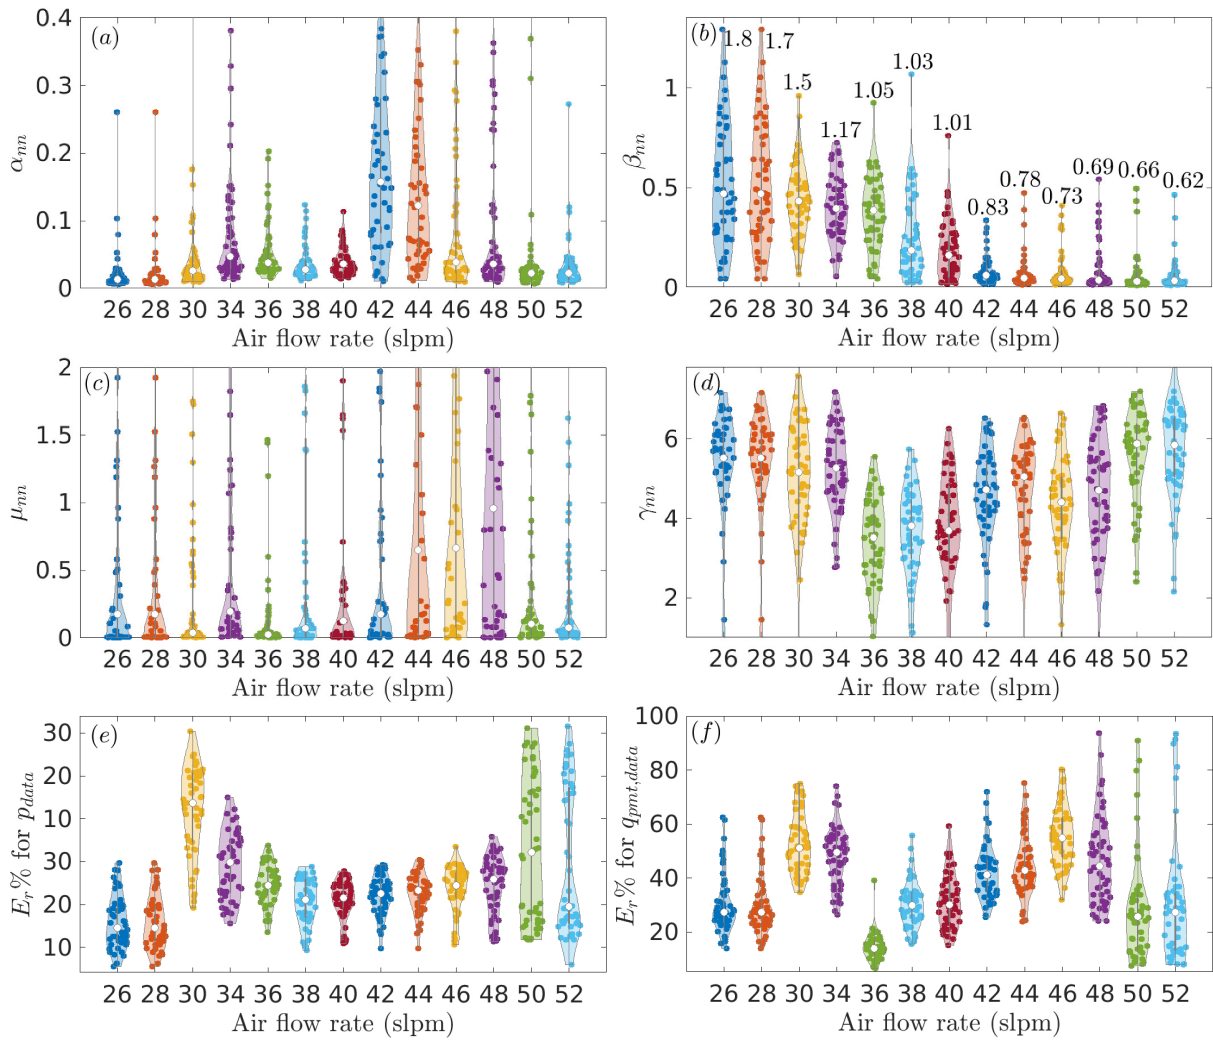 (a)
0.4
0.3
0.2
0.1
0
α_nn
26 28 30 34 36 38 40 42 44 46 48 50 52
Air flow rate (slpm)
(b)
1.8 1.7 1.5 1.17 1.05 1.03 1.01 0.83 0.78 0.73 0.69 0.66 0.62
1
0.5
0
β_nn
26 28 30 34 36 38 40 42 44 46 48 50 52
Air flow rate (slpm)
(c)
2
1.5
1
0.5
0
μ_nn
26 28 30 34 36 38 40 42 44 46 48 50 52
Air flow rate (slpm)
(d)
6
4
2
γ_nn
26 28 30 34 36 38 40 42 44 46 48 50 52
Air flow rate (slpm)
(e)
30
20
10
30
20
10
E_r% for p_data
26 28 30 34 36 38 40 42 44 46 48 50 52
Air flow rate (slpm)
(f)
100
80
60
40
20
E_r% for q_pmt,data
26 28 30 34 36 38 40 42 44 46 48 50 52
Air flow rate (slpm)